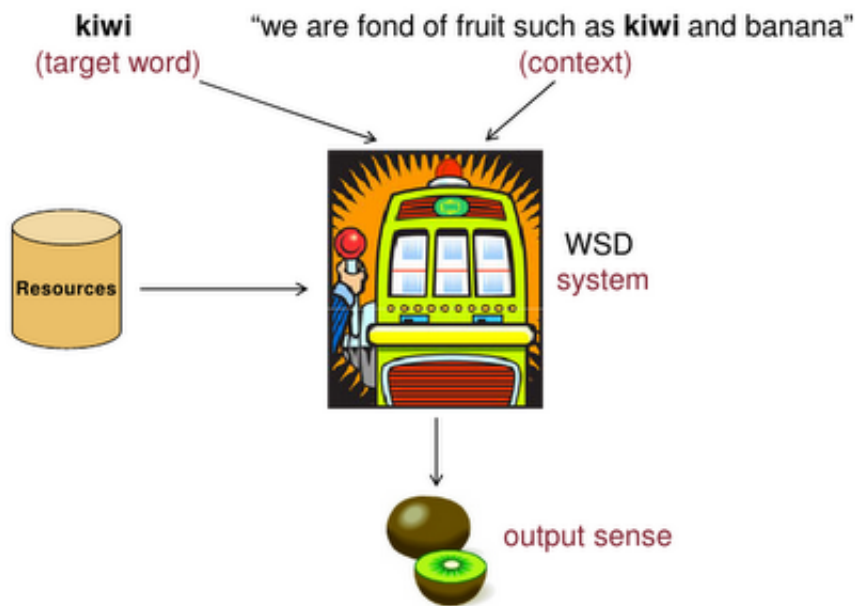 kiwi
(target word)
“we are fond of fruit such as kiwi and banana”
(context)
Resources
WSD
system
output sense